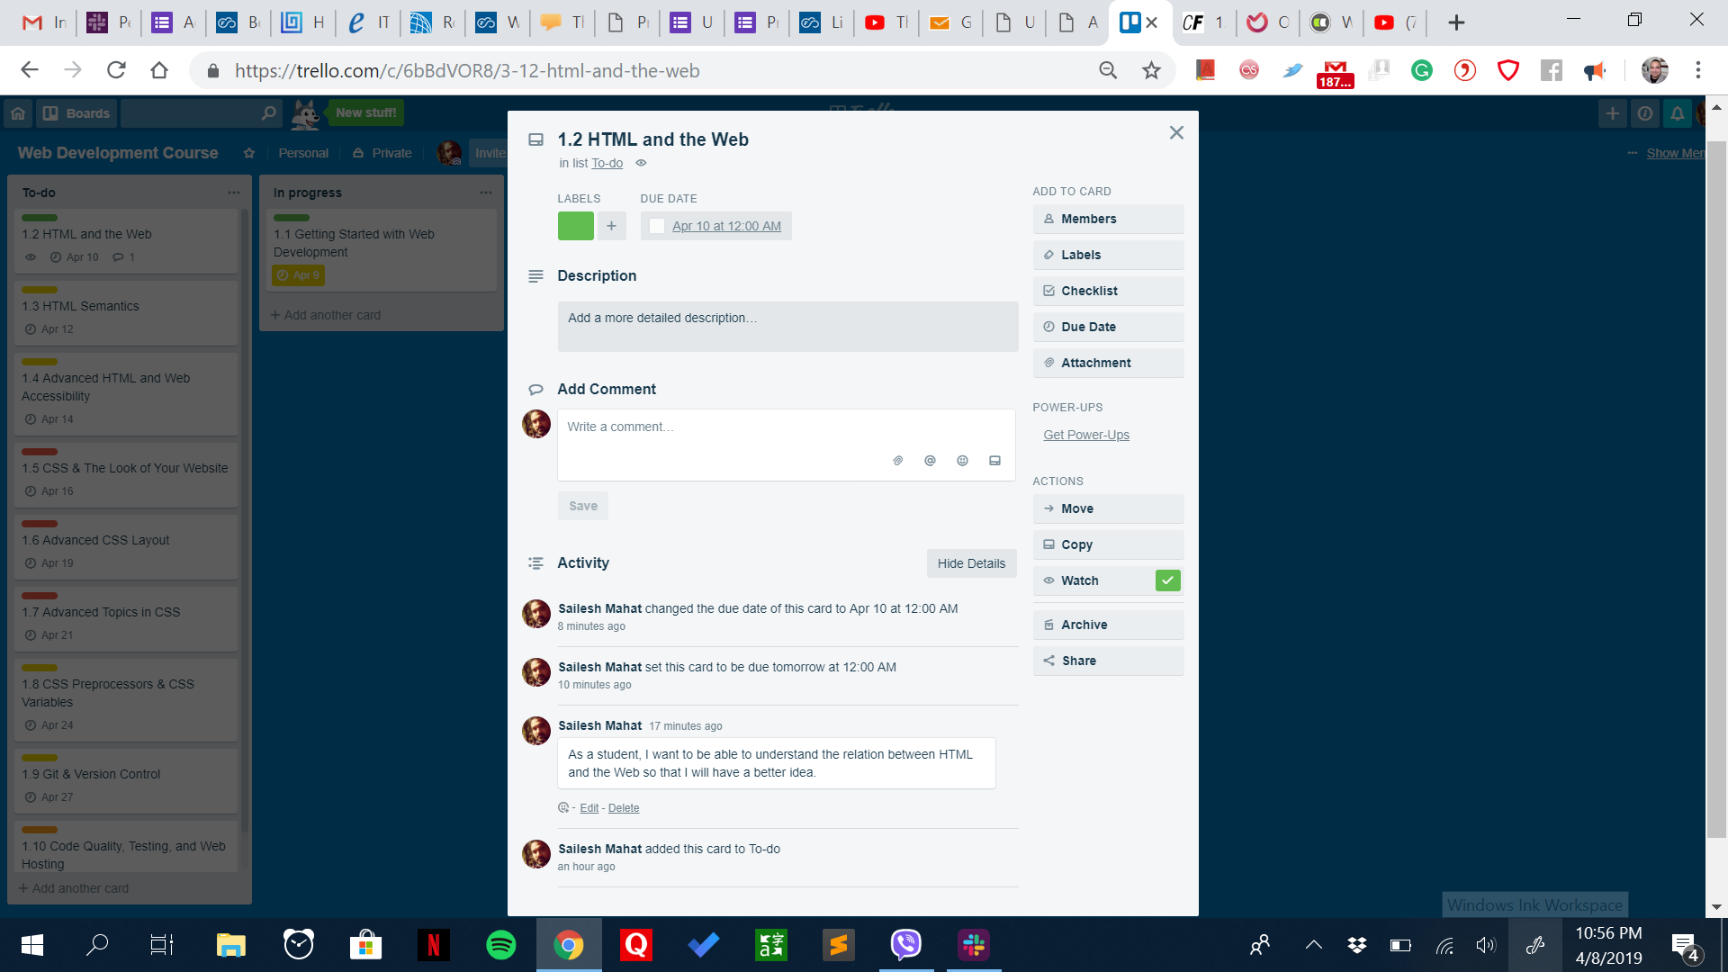 In
Pe
A
Be
H
IT
Re
W
Tl
Pr
U
Pr
Li
Tl
G
U
A
1.
O
W
(7
https://trello.com/c/6bBdVOR8/3-12-html-and-the-web
187...
Boards
New stuff!
Web Development Course
Personal
Private
Invite
Show Men
To-do
1.2 HTML and the Web
Apr 10
1
1.3 HTML Semantics
Apr 12
1.4 Advanced HTML and Web
Accessibility
Apr 14
1.5 CSS & The Look of Your Website
Apr 16
1.6 Advanced CSS Layout
Apr 19
1.7 Advanced Topics in CSS
Apr 21
1.8 CSS Preprocessors & CSS
Variables
Apr 24
1.9 Git & Version Control
Apr 27
1.10 Code Quality, Testing, and Web
Hosting
+ Add another card
In progress
1.1 Getting Started with Web
Development
Apr 9
+ Add another card
1.2 HTML and the Web
in list To-do
LABELS
DUE DATE
Apr 10 at 12:00 AM
Description
Add a more detailed description…
Add Comment
Write a comment…
Save
Activity
Hide Details
Sailesh Mahat changed the due date of this card to Apr 10 at 12:00 AM
8 minutes ago
Sailesh Mahat set this card to be due tomorrow at 12:00 AM
10 minutes ago
Sailesh Mahat 17 minutes ago
As a student, I want to be able to understand the relation between HTML
and the Web so that I will have a better idea.
- Edit - Delete
Sailesh Mahat added this card to To-do
an hour ago
ADD TO CARD
Members
Labels
Checklist
Due Date
Attachment
POWER-UPS
Get Power-Ups
ACTIONS
Move
Copy
Watch
Archive
Share
Windows Ink Workspace
10:56 PM
4/8/2019
4